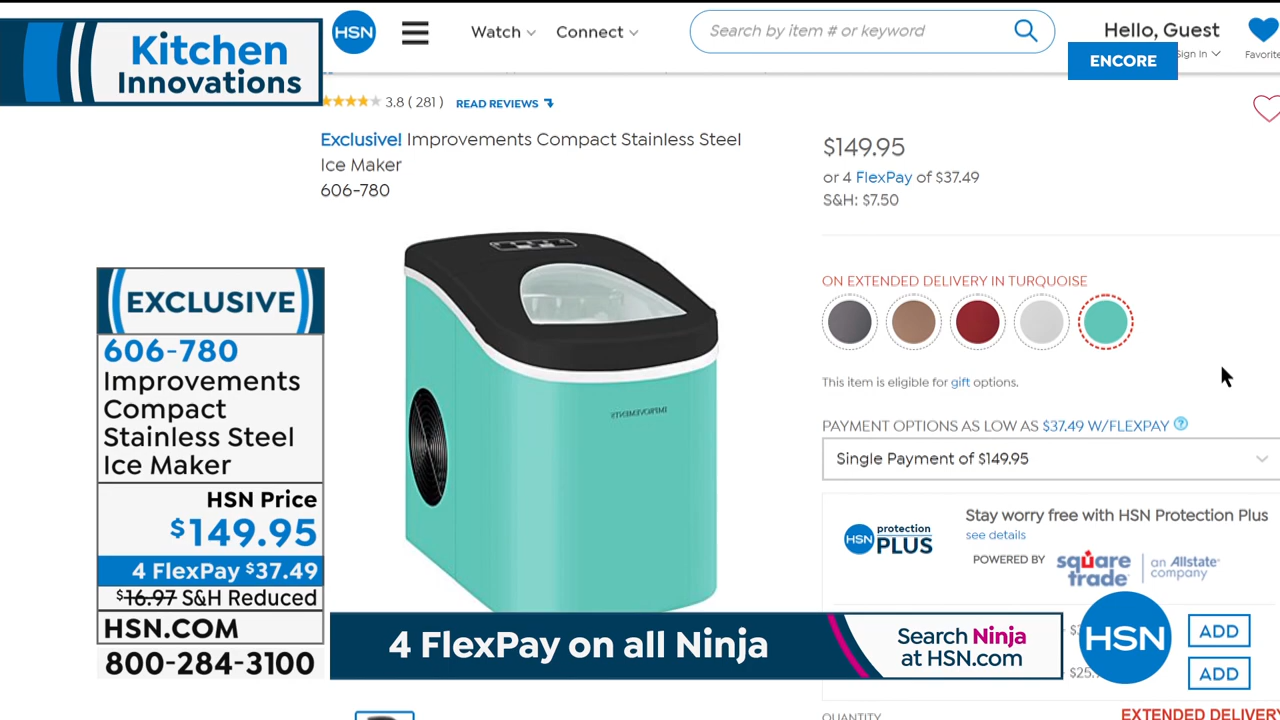 Kitchen
Innovations
HSN
Watch
Connect
Search by item # or keyword
Hello, Guest
Sign In
Favorite
ENCORE
3.8 ( 281 )
READ REVIEWS
Exclusive! Improvements Compact Stainless Steel
Ice Maker
606-780
IMPROVEMENTS
$149.95
or 4 FlexPay of $37.49
S&H: $7.50
ON EXTENDED DELIVERY IN TURQUOISE
This item is eligible for gift options.
PAYMENT OPTIONS AS LOW AS $37.49 W/FLEXPAY ?
Single Payment of $149.95
HSN protection PLUS
Stay worry free with HSN Protection Plus
see details
POWERED BY
square trade
an Allstate company
ADD
$25.
ADD
QUANTITY
EXTENDED DELIVERY
EXCLUSIVE
606-780
Improvements
Compact
Stainless Steel
Ice Maker
HSN Price
$149.95
4 FlexPay $37.49
$16.97 S&H Reduced
HSN.COM
800-284-3100
4 FlexPay on all Ninja
Search Ninja
at HSN.com
HSN